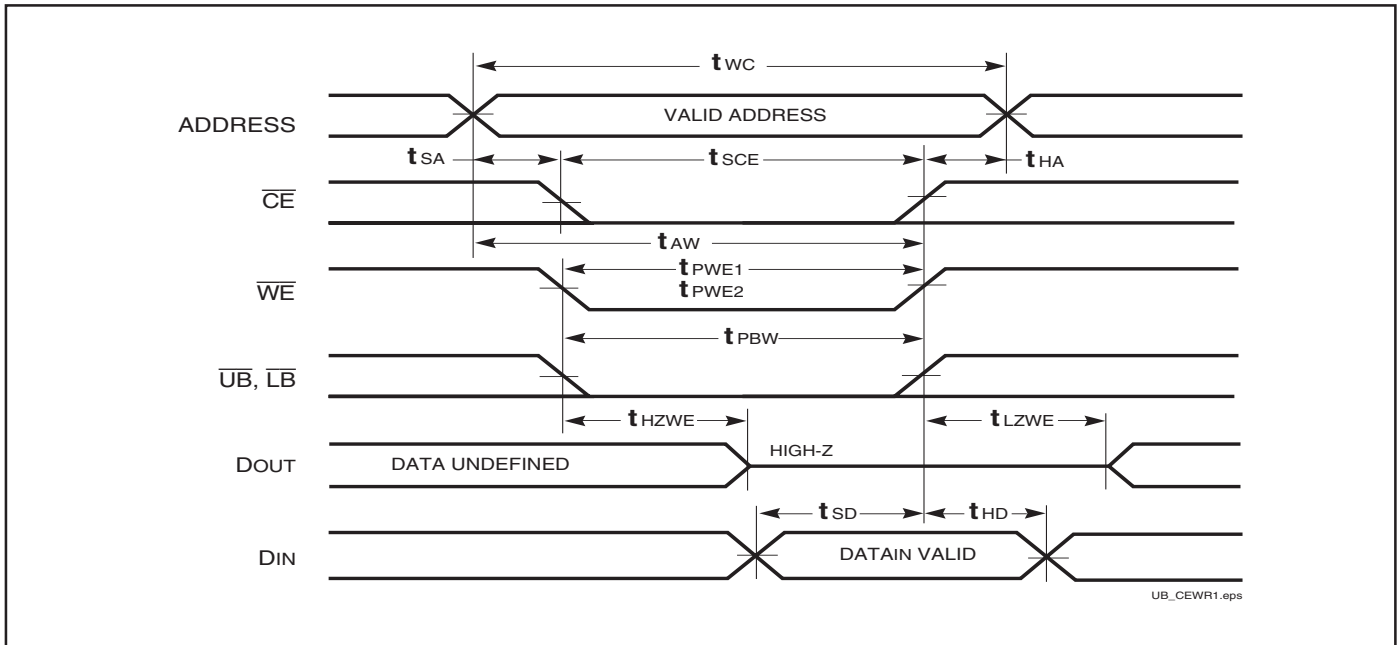 tWC
ADDRESS
VALID ADDRESS
tSA
tSCE
tHA
CE
tAW
WE
tPWE1
tPWE2
tPBW
UB, LB
tHZWE
tLZWE
DOUT
DATA UNDEFINED
HIGH-Z
tSD
tHD
DIN
DATAIN VALID
UB_CEWR1.eps